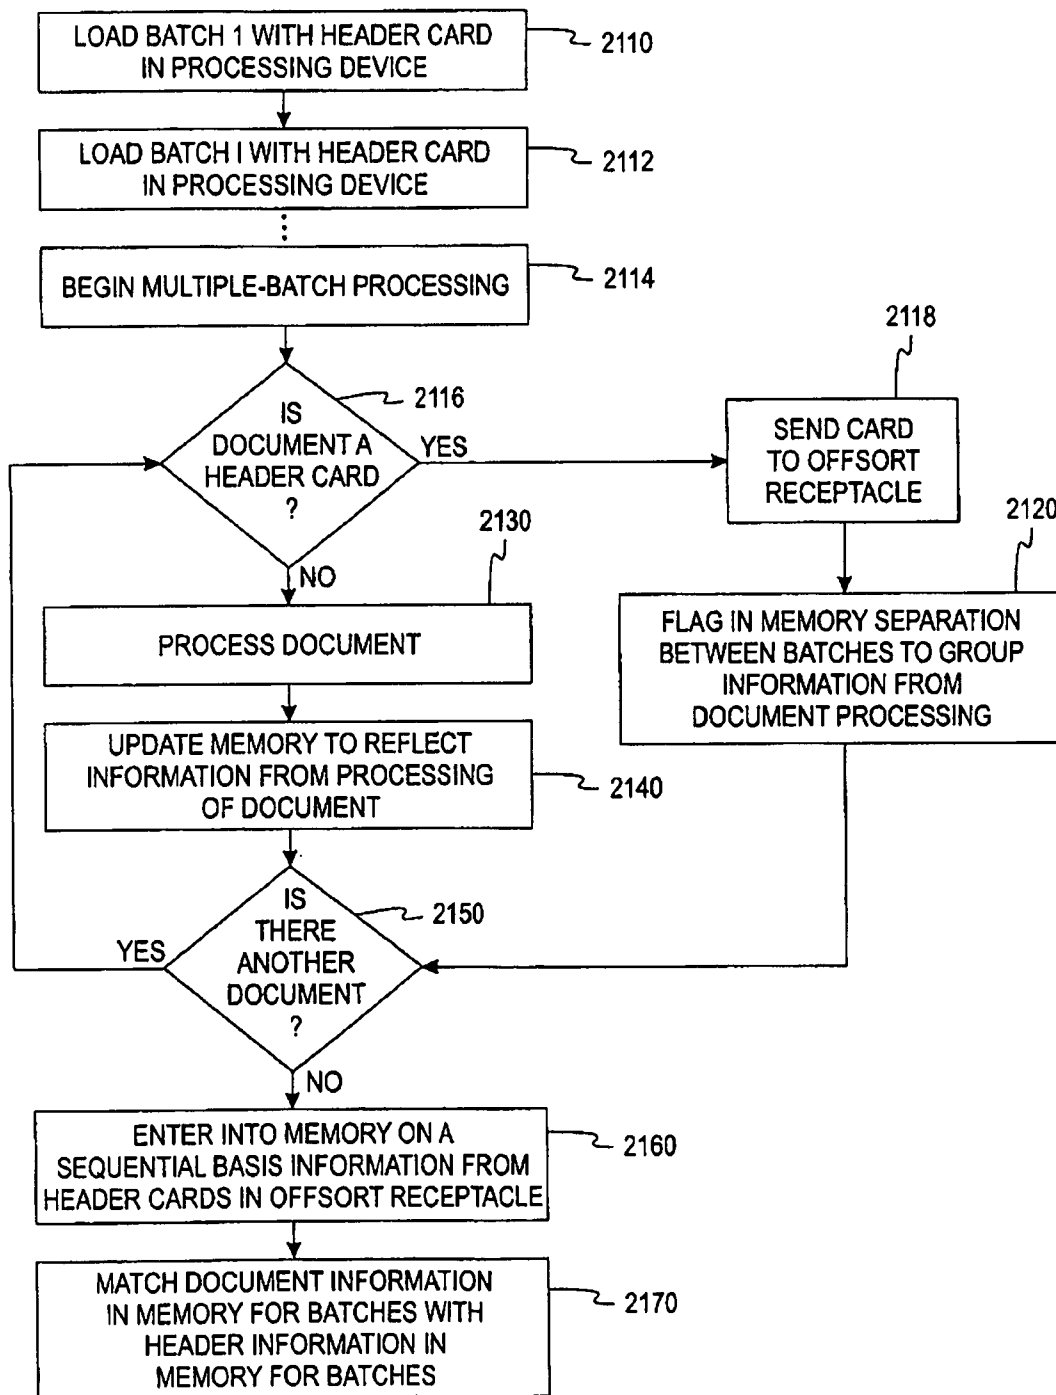 LOAD BATCH 1 WITH HEADER CARD
IN PROCESSING DEVICE
2110
LOAD BATCH I WITH HEADER CARD
IN PROCESSING DEVICE
2112
BEGIN MULTIPLE-BATCH PROCESSING
2114
IS
DOCUMENT A
HEADER CARD
?
2116
YES
NO
SEND CARD
TO OFFSORT
RECEPTACLE
2118
FLAG IN MEMORY SEPARATION
BETWEEN BATCHES TO GROUP
INFORMATION FROM
DOCUMENT PROCESSING
2120
PROCESS DOCUMENT
2130
UPDATE MEMORY TO REFLECT
INFORMATION FROM PROCESSING
OF DOCUMENT
2140
IS
THERE
ANOTHER
DOCUMENT
?
2150
YES
NO
ENTER INTO MEMORY ON A
SEQUENTIAL BASIS INFORMATION FROM
HEADER CARDS IN OFFSORT RECEPTACLE
2160
MATCH DOCUMENT INFORMATION
IN MEMORY FOR BATCHES WITH
HEADER INFORMATION IN
MEMORY FOR BATCHES
2170